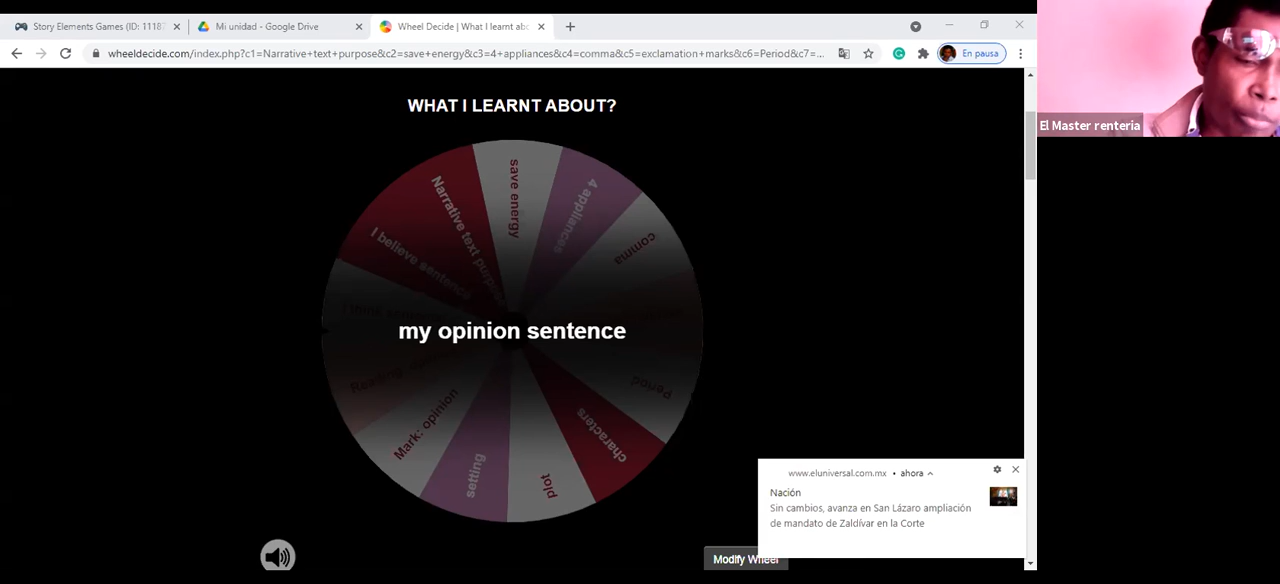 Story Elements Games (ID: 11187
Mi unidad - Google Drive
Wheel Decide | What I learnt abo
wheeldecide.com/index.php?c1=Narrative+text+purpose&c2=save+energy&c3=4+appliances&c4=comma&c5=exclamation+marks&c6=Period&c7=...
En pausa
El Master renteria
WHAT I LEARNT ABOUT?
save energy
4 appliances
Narrative text purpose
comma
I believe sentence
my opinion sentence
Period
Mark: opinion
characters
setting
plot
www.eluniversal.com.mx • ahora
Nación
Sin cambios, avanza en San Lázaro ampliación
de mandato de Zaldívar en la Corte
Modify Wheel